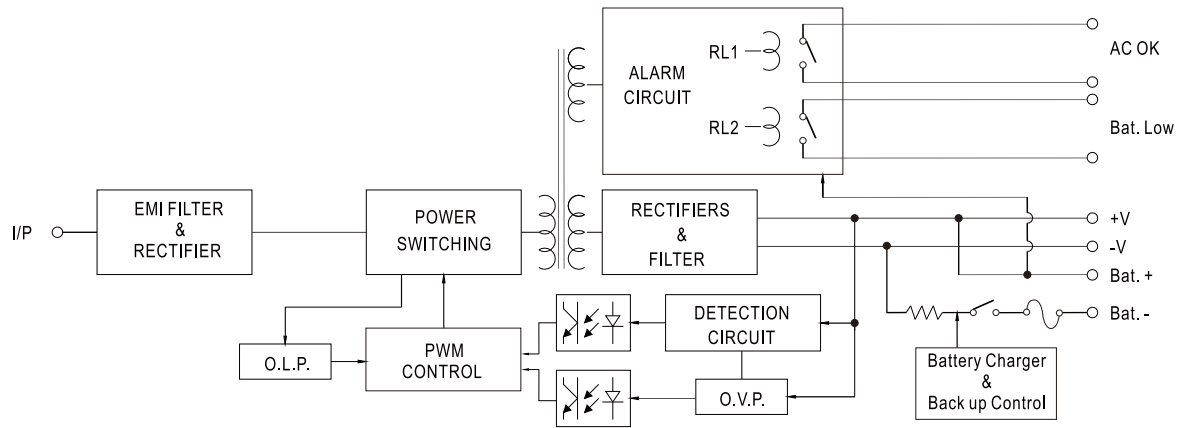 ALARM
CIRCUIT
RL1
RL2
AC OK
Bat. Low
I/P
EMI FILTER
&
RECTIFIER
POWER
SWITCHING
RECTIFIERS
&
FILTER
+V
-V
Bat. +
Bat. -
O.L.P.
PWM
CONTROL
DETECTION
CIRCUIT
O.V.P.
Battery Charger
&
Back up Control